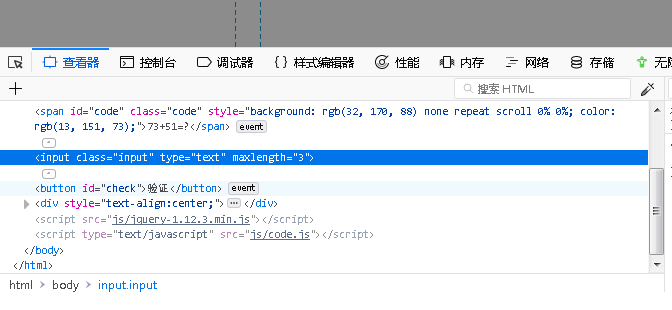 查看器 控制台 调试器 {} 样式编辑器 性能 内存 网络 存储
+ 搜索 HTML
<span id="code" class="code" style="background: rgb(32, 170, 88) none repeat scroll 0% 0%; color:
rgb(13, 151, 73);">73+51=?</span> event
<input class="input" type="text" maxlength="3">
<button id="check">验证</button> event
<div style="text-align:center;"> </div>
<script src="js/jquery-1.12.3.min.js"></script>
<script type="text/javascript" src="js/code.js"></script>
</body>
</html>
html > body > input.input